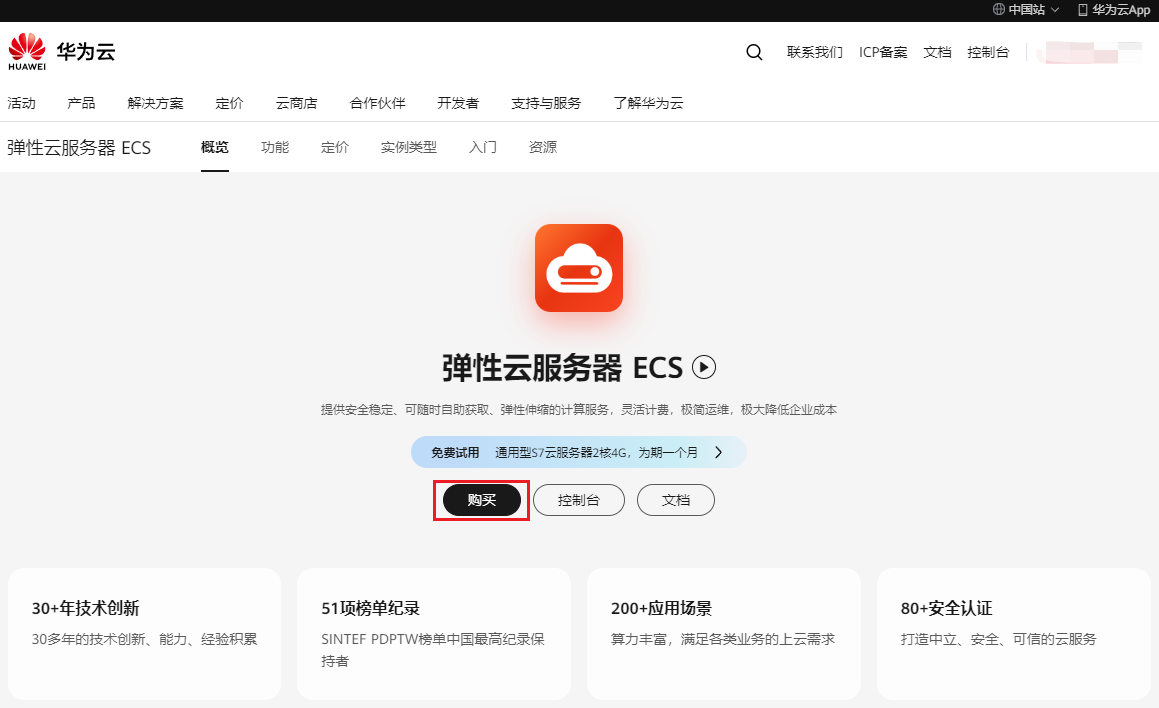 中国站 华为云App
HUAWEI 华为云 联系我们 ICP备案 文档 控制台
活动 产品 解决方案 定价 云商店 合作伙伴 开发者 支持与服务 了解华为云
弹性云服务器 ECS 概览 功能 定价 实例类型 入门 资源
弹性云服务器 ECS
提供安全稳定、可随时自助获取、弹性伸缩的计算服务，灵活计费，极简运维，极大降低企业成本
免费试用 通用型S7云服务器2核4G，为期一个月
购买 控制台 文档
30+年技术创新
30多年的技术创新、能力、经验积累
51项榜单纪录
SINTEF PDPTW榜单中国最高纪录保
持者
200+应用场景
算力丰富，满足各类业务的上云需求
80+安全认证
打造中立、安全、可信的云服务